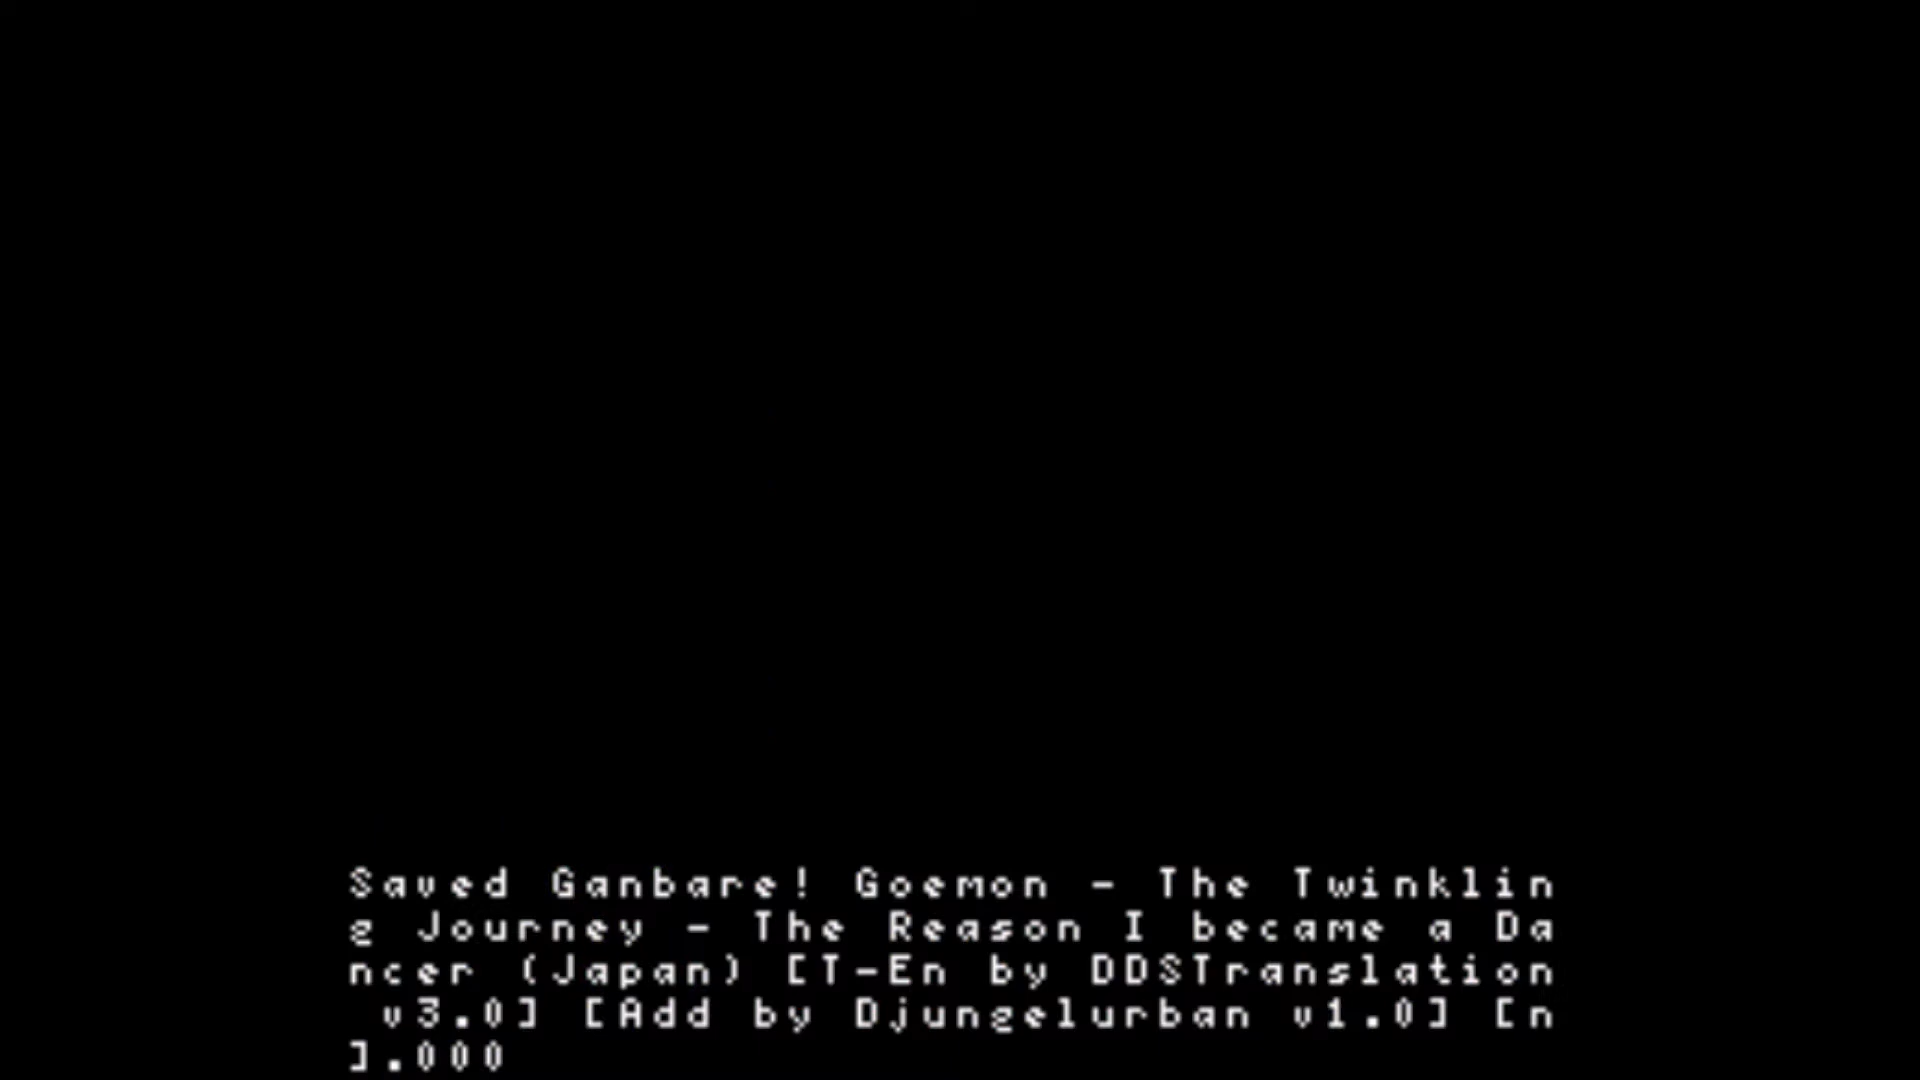 Saved Ganbare! Goemon - The Twinklin
g Journey - The Reason I became a Da
ncer (Japan) [T-En by DDSTranslation
 v3.0] [Add by Djungelurban v1.0] [n
].000